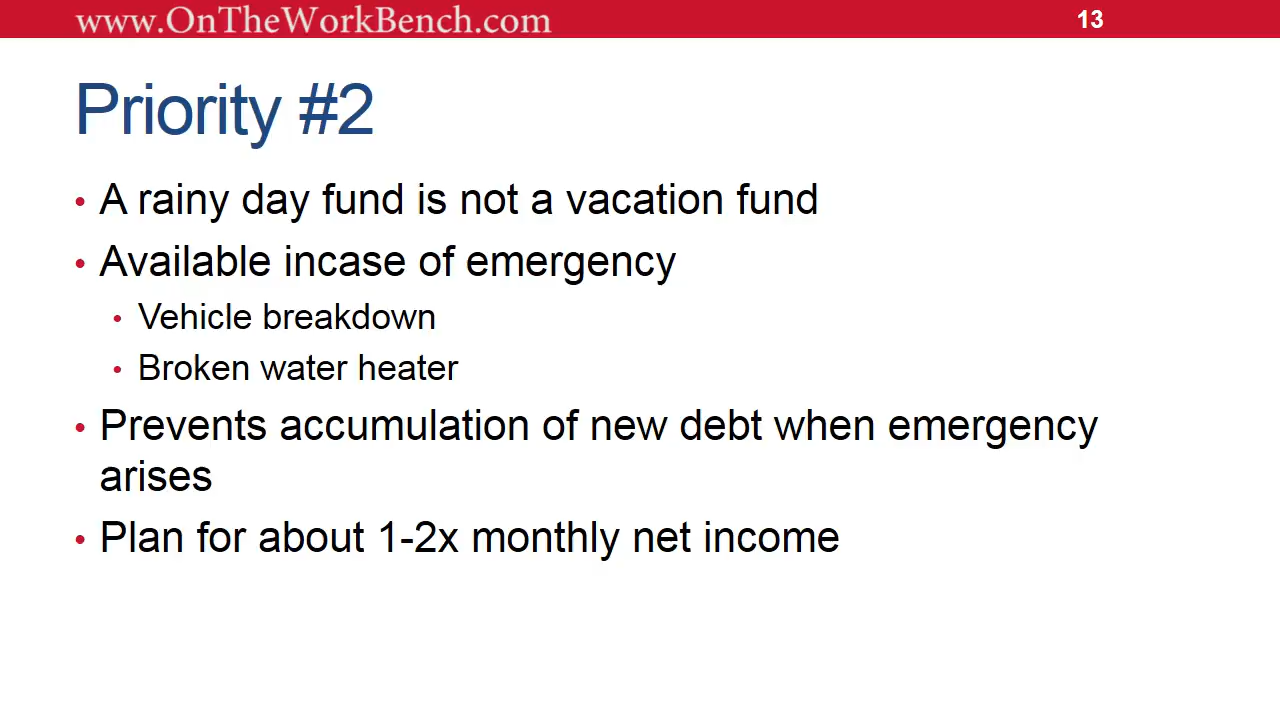 www.OnTheWorkBench.com 13
Priority #2
• A rainy day fund is not a vacation fund
• Available incase of emergency
• Vehicle breakdown
• Broken water heater
• Prevents accumulation of new debt when emergency
arises
• Plan for about 1-2x monthly net income